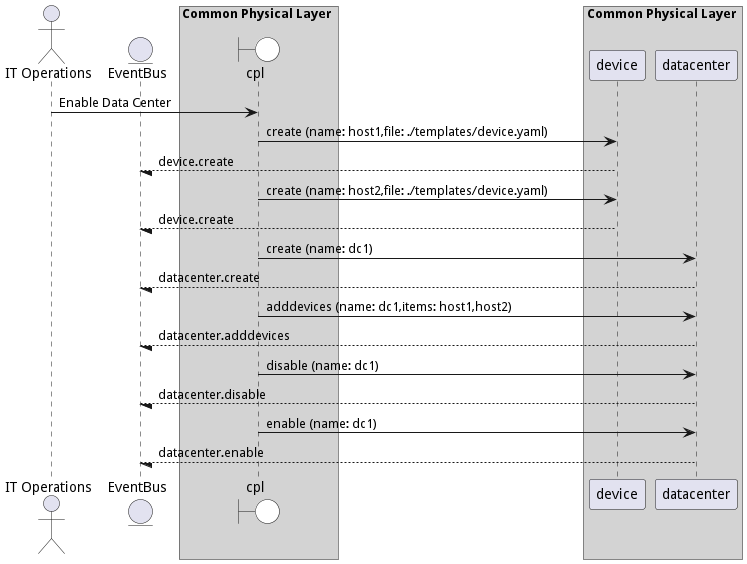 Common Physical Layer
Common Physical Layer
IT Operations
EventBus
cpl
device
datacenter
Enable Data Center
create (name: host1,file: ./templates/device.yaml)
device.create
create (name: host2,file: ./templates/device.yaml)
device.create
create (name: dc1)
datacenter.create
adddevices (name: dc1,items: host1,host2)
datacenter.adddevices
disable (name: dc1)
datacenter.disable
enable (name: dc1)
datacenter.enable
IT Operations
EventBus
cpl
device
datacenter